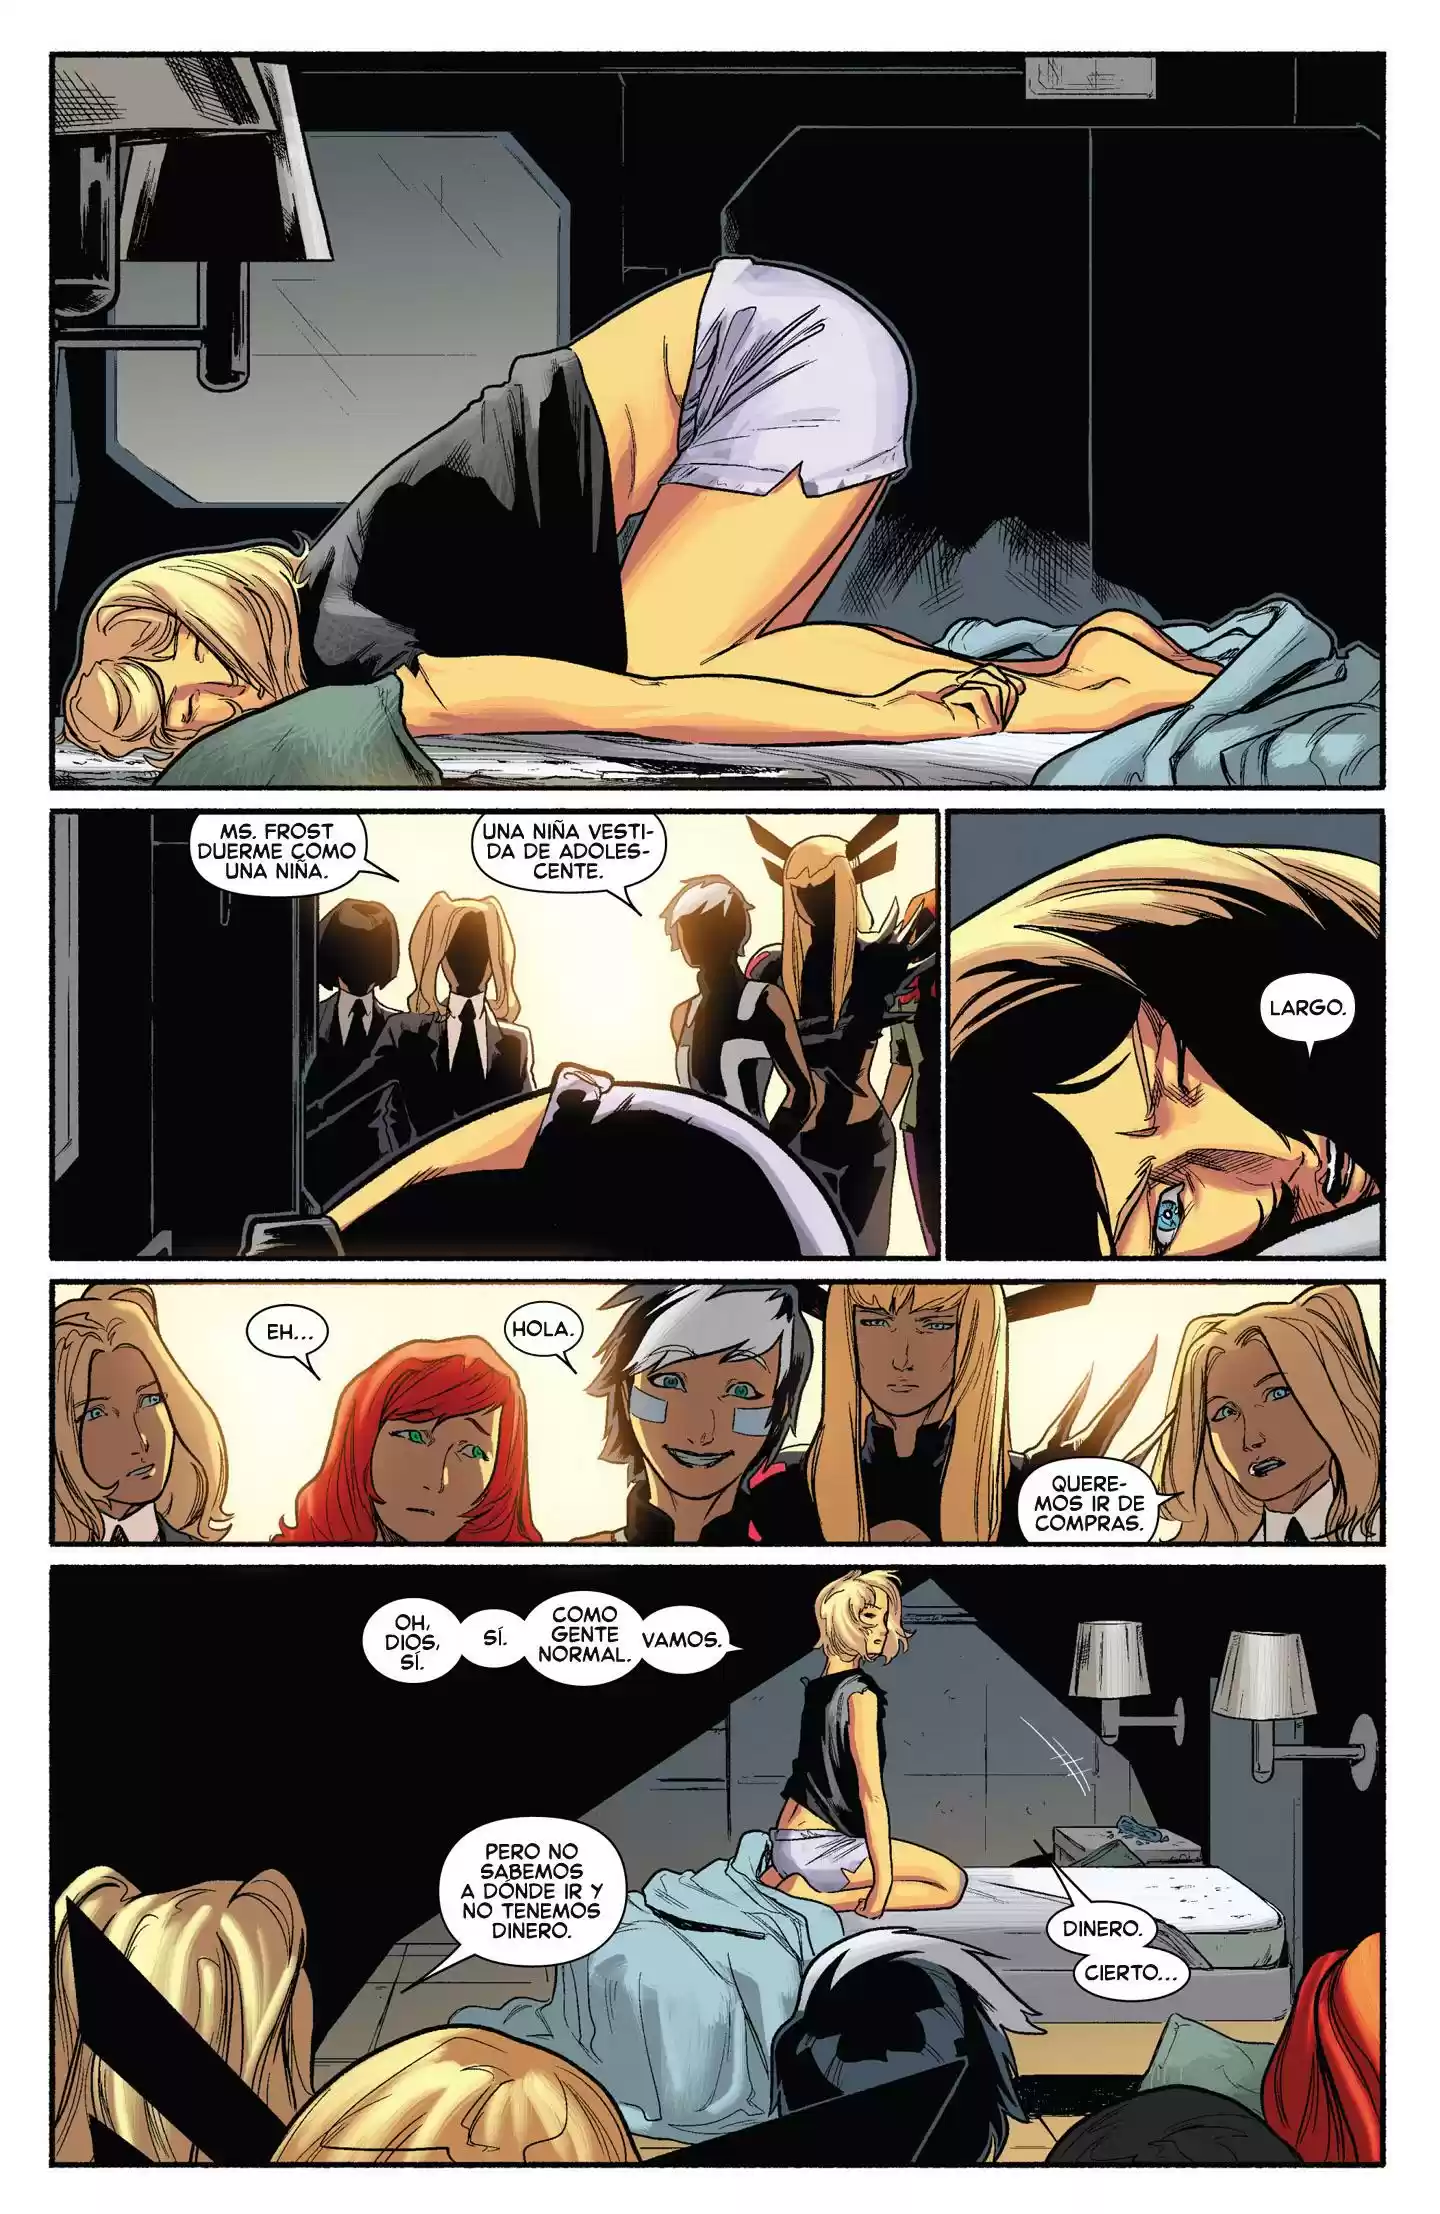 MS. FROST
DUERME COMO
UNA NIÑA.
UNA NIÑA VESTI-
DA DE ADOLES-
CENTE.
LARGO.
EH...
HOLA.
QUERE-
MOS IR DE
COMPRAS.
OH,
DIOS,
SÍ.
SÍ.
COMO
GENTE
NORMAL.
VAMOS.
PERO NO
SABEMOS
A DÓNDE IR Y
NO TENEMOS
DINERO.
DINERO.
CIERTO...